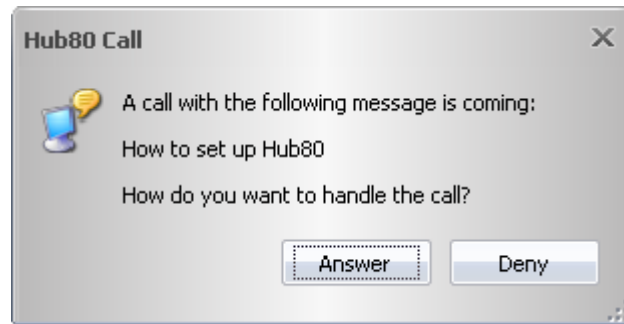 Hub80 Call
A call with the following message is coming:
How to set up Hub80
How do you want to handle the call?
Answer Deny